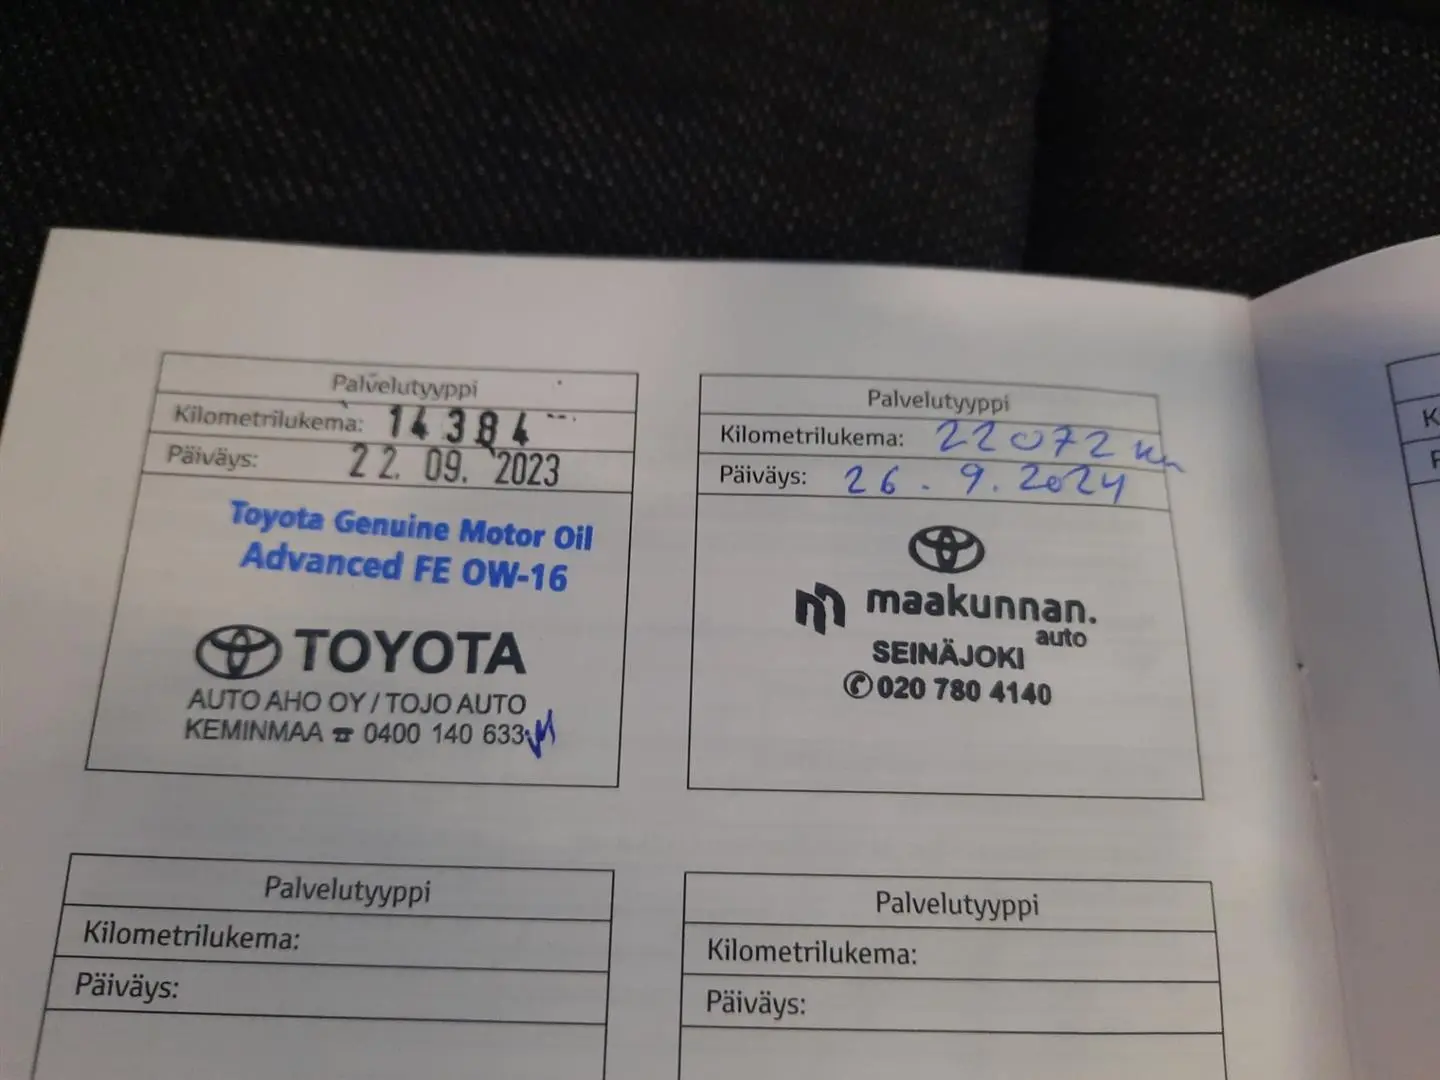 Palvelutyyppi
Kilometrilukema: 14384
Päiväys: 22. 09. 2023
Toyota Genuine Motor Oil
Advanced FE 0W-16
TOYOTA
AUTO AHO OY / TOJO AUTO
KEMINMAA ☎ 0400 140 633
Palvelutyyppi
Kilometrilukema: 22072 km
Päiväys: 26. 9. 2024
maakunnan.
auto
SEINÄJOKI
✆ 020 780 4140
Palvelutyyppi
Kilometrilukema:
Päiväys:
Palvelutyyppi
Kilometrilukema:
Päiväys: